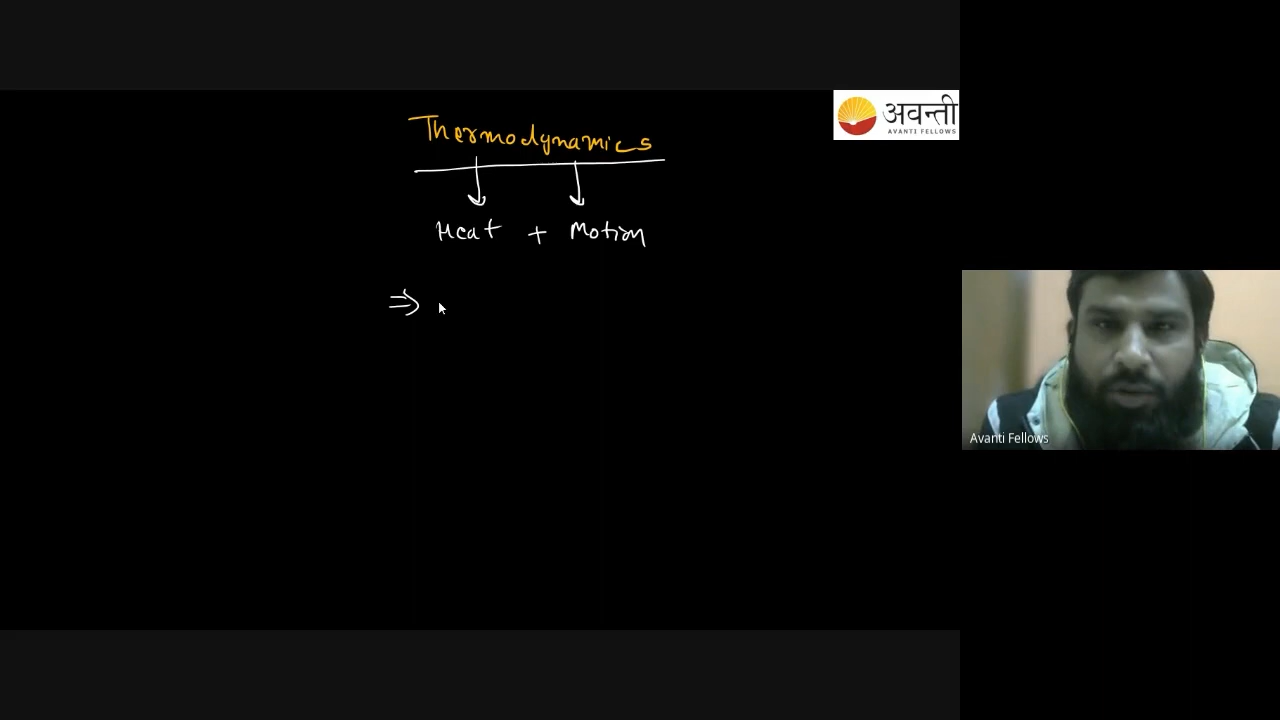 Thermodynamics
Heat + Motion
⇒
अवन्ती
AVANTI FELLOWS
Avanti Fellows